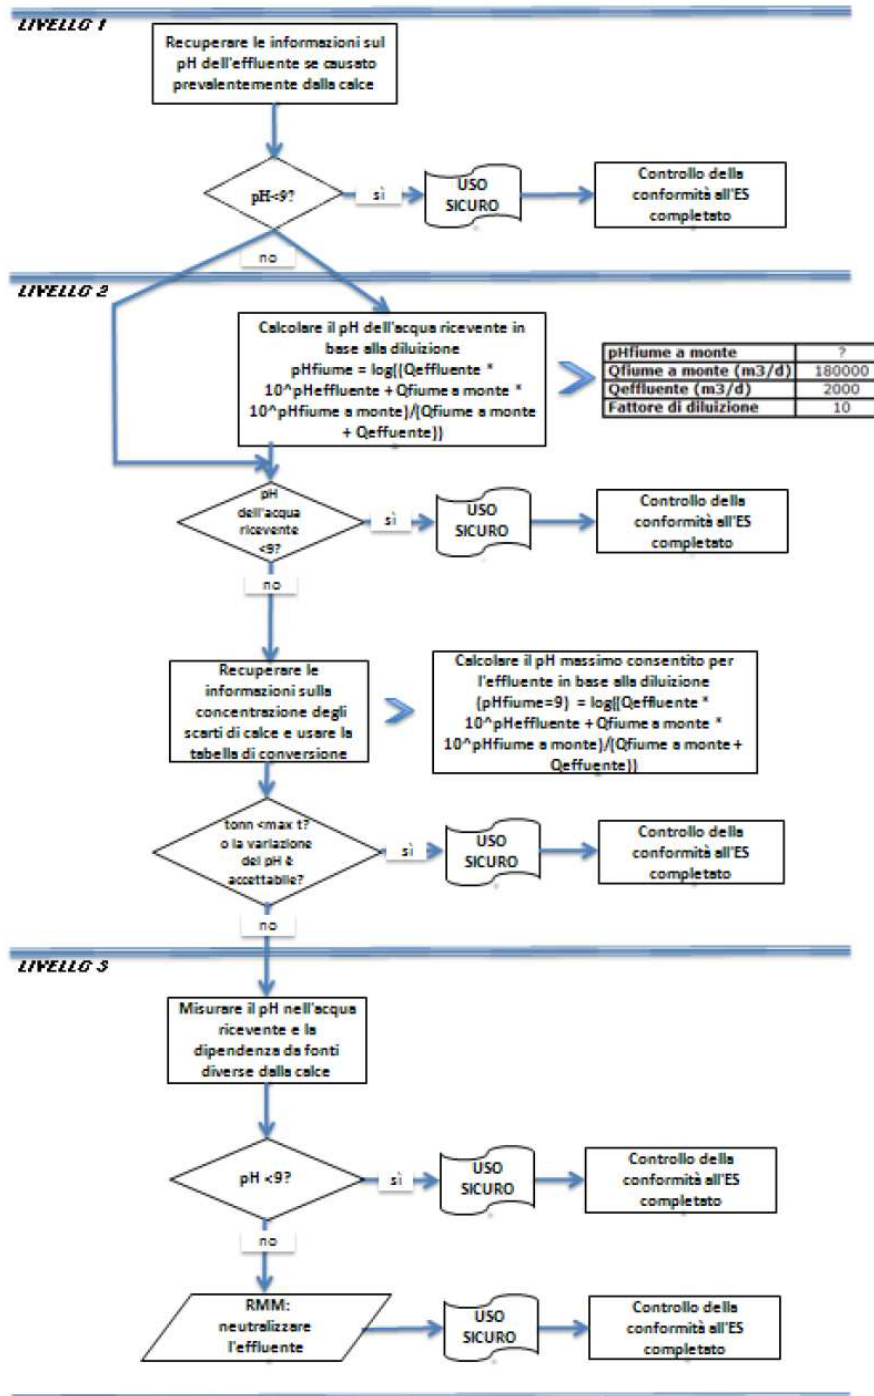 LIVELLO 1
Recuperare le informazioni sul
pH dell'effluente se causato
prevalentemente dalla calce
pH<9?
sì
USO
SICURO
Controllo della
conformità all'ES
completato
no
LIVELLO 2
Calcolare il pH dell'acqua ricevente in
base alla diluizione
pHfiume = log((Qeffluente *
10^pHeffluente + Qfiume a monte *
10^pHfiume a monte)/(Qfiume a monte
+ Qeffuente))
pHfiume a monte ?
Qfiume a monte (m3/d) 180000
Qeffluente (m3/d) 2000
Fattore di diluizione 10
pH
dell'acqua
ricevente
<9?
sì
USO
SICURO
Controllo della
conformità all'ES
completato
no
Recuperare le
informazioni sulla
concentrazione degli
scarti di calce e usare la
tabella di conversione
Calcolare il pH massimo consentito per
l'effluente in base alla diluizione
(pHfiume=9) = log((Qeffluente *
10^pHeffluente + Qfiume a monte *
10^pHfiume a monte)/(Qfiume a monte +
Qeffuente))
tonn <max t?
o la variazione
del pH è
accettabile?
sì
USO
SICURO
Controllo della
conformità all'ES
completato
no
LIVELLO 3
Misurare il pH nell'acqua
ricevente e la
dipendenza da fonti
diverse dalla calce
pH <9?
sì
USO
SICURO
Controllo della
conformità all'ES
completato
no
RMM:
neutralizzare
l'effluente
USO
SICURO
Controllo della
conformità all'ES
completato